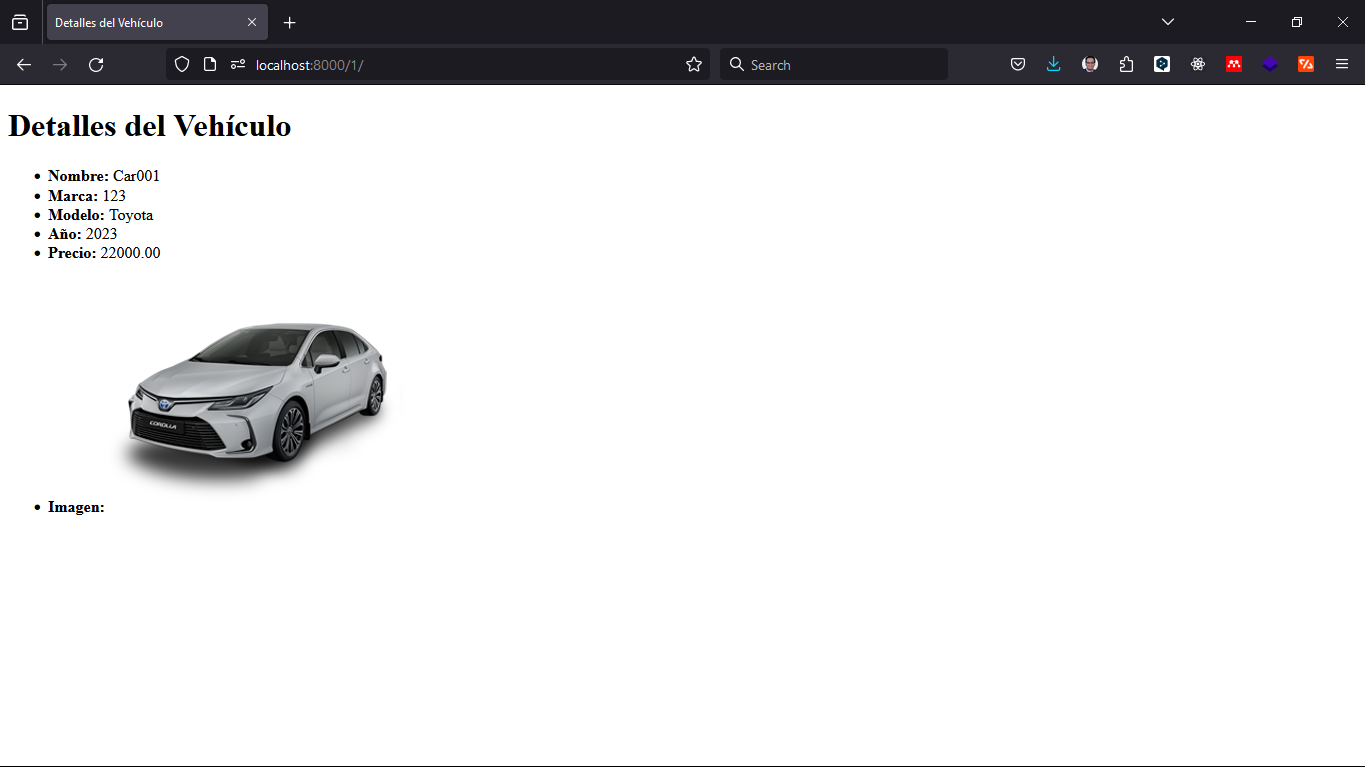 Detalles del Vehículo
localhost:8000/1/
Search
Detalles del Vehículo
Nombre: Car001
Marca: 123
Modelo: Toyota
Año: 2023
Precio: 22000.00
COROLLA
Imagen: